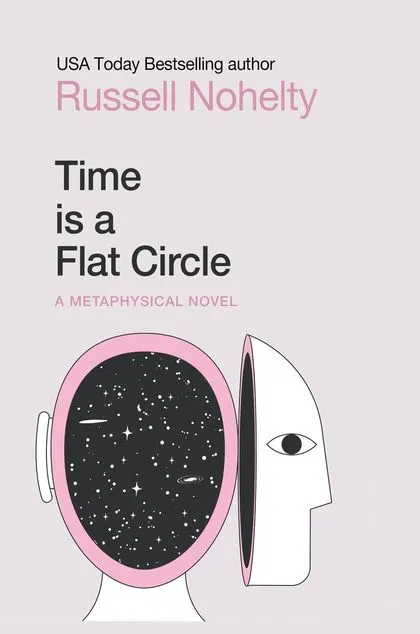 USA Today Bestselling author
Russell Nohelty
Time
is a
Flat Circle
A METAPHYSICAL NOVEL